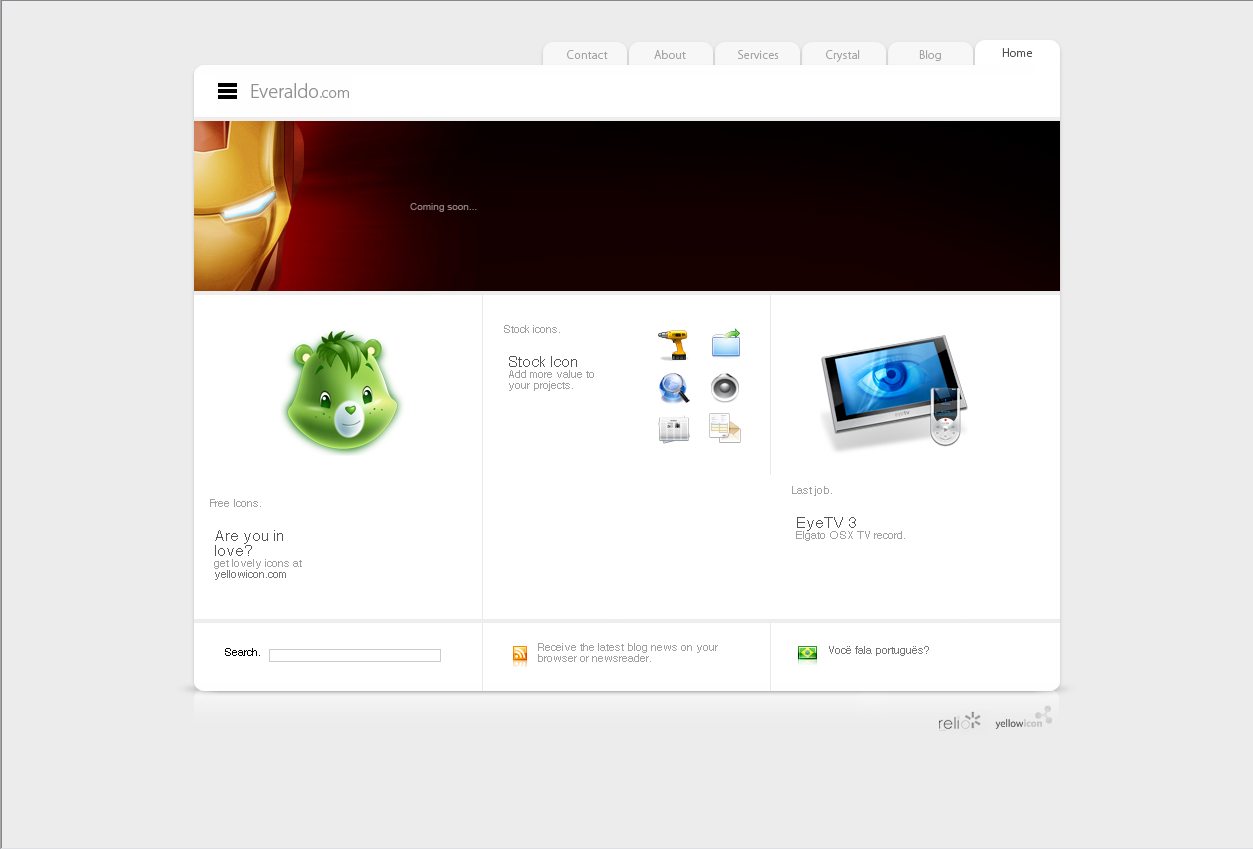 Contact
About
Services
Crystal
Blog
Home
Everaldo.com
Coming soon...
Free Icons.
Are you in
love?
get lovely icons at
yellowicon.com
Stock icons.
Stock Icon
Add more value to
your projects.
eyeTV
Last job.
EyeTV 3
Elgato OSX TV record.
Search.
Receive the latest blog news on your
browser or newsreader.
Você fala português?
relio
yellowicon